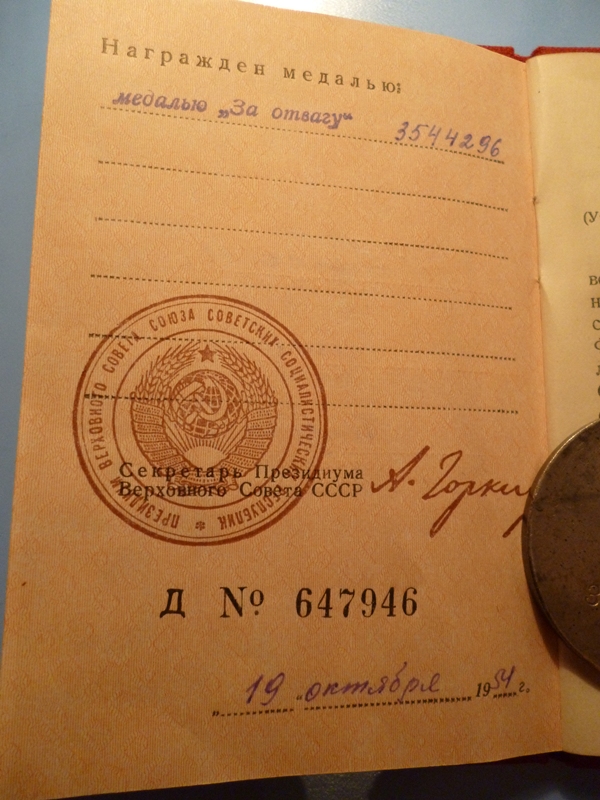 Награжден медалью:
медалью „За отвагу“ 3544296
ПРЕЗИДИУМ ВЕРХОВНОГО СОВЕТА СОЮЗА СОВЕТСКИХ СОЦИАЛИСТИЧЕСКИХ РЕСПУБЛИК
Секретарь Президиума
Верховного Совета СССР
А. Горкин
Д № 647946
„19“ октября 1954 г.
(У